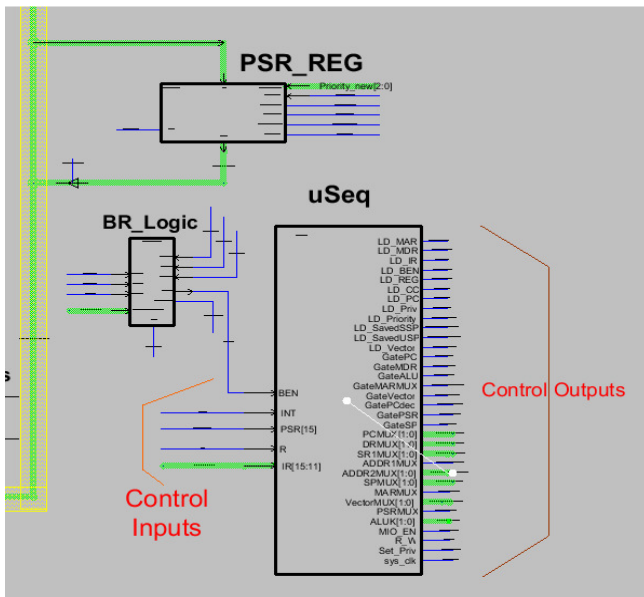 PSR_REG
Priority_new[2:0]
uSeq
BR_Logic
LD_MAR
LD_MDR
LD_IR
LD_BEN
LD_REG
LD_CC
LD_PC
LD_Priv
LD_Priority
LD_SavedSSP
LD_SavedUSP
LD_Vector
GatePC
GateMDR
GateALU
GateMARMUX
GateVector
GatePCdec
GatePSR
GateSP
PCMUX[1:0]
DRMUX[1:0]
SR1MUX[1:0]
ADDR1MUX
ADDR2MUX[1:0]
SPMUX[1:0]
MARMUX
VectorMUX[1:0]
PSRMUX
ALUK[1:0]
MIO_EN
R_W
Set_Priv
sys_clk
BEN
INT
PSR[15]
R
IR[15:11]
Control Outputs
Control
Inputs
s